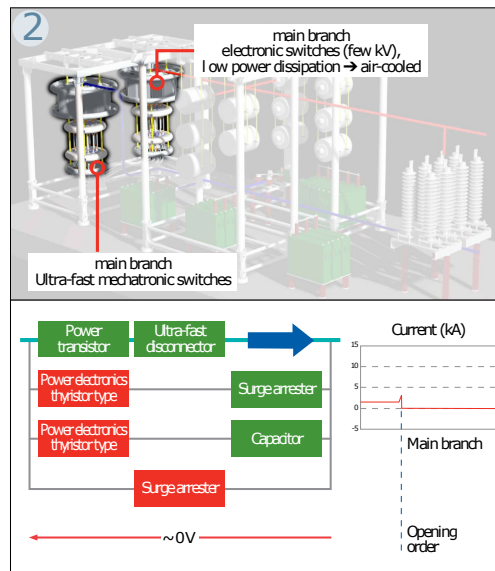 2
main branch
electronic switches (few kV),
low power dissipation ➔ air-cooled
main branch
Ultra-fast mechatronic switches
Power
transistor
Ultra-fast
disconnector
Power electronics
thyristor type
Surge arrester
Power electronics
thyristor type
Capacitor
Surge arrester
~0V
Current (kA)
15
10
5
0
-5
Main branch
Opening
order